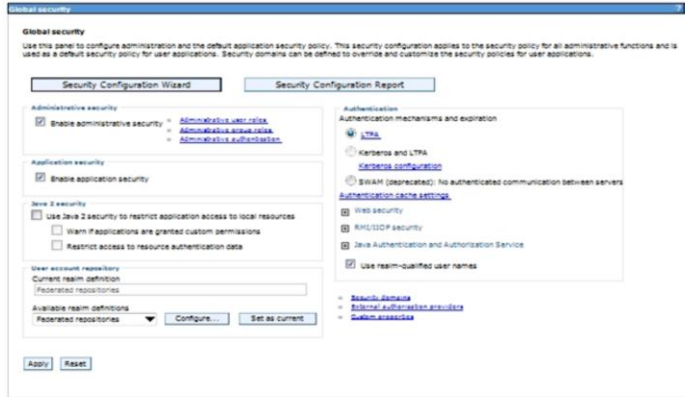 Global security
?
Global security
Use this panel to configure administration and the default application security policy. This security configuration applies to the security policy for all administrative functions and is
used as a default security policy for user applications. Security domains can be defined to override and customize the security policies for user applications.
Security Configuration Wizard
Security Configuration Report
Administrative security
Enable administrative security
Administrative user roles
Administrative group roles
Administrative authentication
Application security
Enable application security
Java 2 security
Use Java 2 security to restrict application access to local resources
Warn if applications are granted custom permissions
Restrict access to resource authentication data
User account repository
Current realm definition
Federated repositories
Available realm definitions
Federated repositories
Configure...
Set as current
Apply
Reset
Authentication
Authentication mechanisms and expiration
LTPA
Kerberos and LTPA
Kerberos configuration
SWAM (deprecated): No authenticated communication between servers
Authentication cache settings
Web security
RMI/IIOP security
Java Authentication and Authorization Service
Use realm-qualified user names
Security domains
External authorization providers
Custom properties